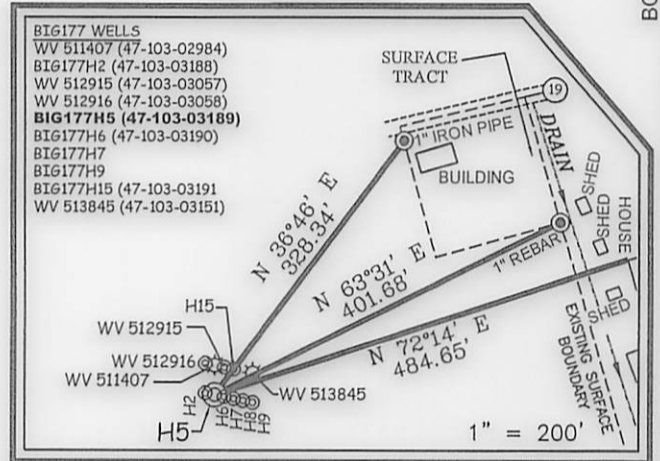 BIG177 WELLS
WV 511407 (47-103-02984)
BIG177H2 (47-103-03188)
WV 512915 (47-103-03057)
WV 512916 (47-103-03058)
BIG177H5 (47-103-03189)
BIG177H6 (47-103-03190)
BIG177H7
BIG177H9
BIG177H15 (47-103-03191
WV 513845 (47-103-03151)
SURFACE
TRACT
19
1" IRON PIPE
DRAIN
BUILDING
SHED
SHED
HOUSE
1" REBAR
SHED
N 36°46' E
328.34'
N 63°31' E
401.68'
N 72°14' E
484.65'
EXISTING SURFACE
BOUNDARY
H15
WV 512915
WV 512916
WV 511407
WV 513845
H2
H5
H6
H7
H8
H9
1" = 200'
BO